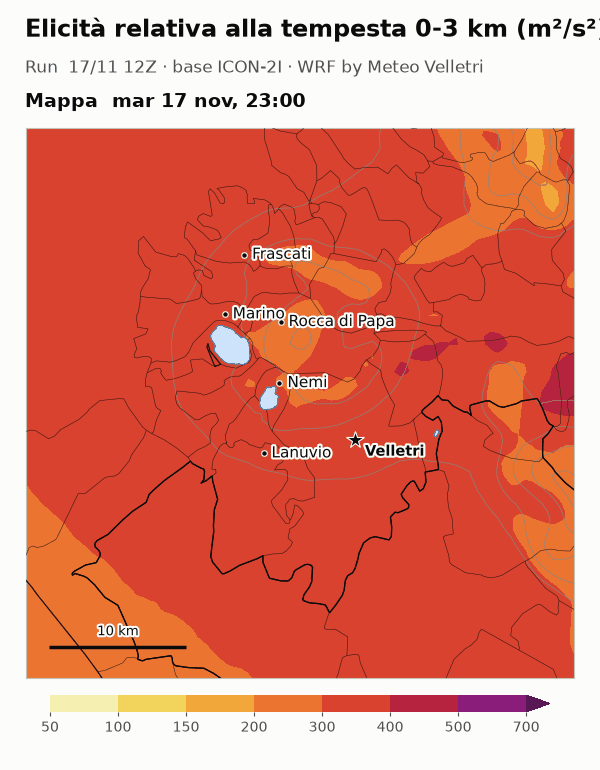 Elicità relativa alla tempesta 0-3 km (m²/s²)
Run  17/11 12Z · base ICON-2I · WRF by Meteo Velletri
Mappa  mar 17 nov, 23:00
Frascati
Marino
Rocca di Papa
Nemi
Velletri
Lanuvio
10 km
50 100 150 200 300 400 500 700